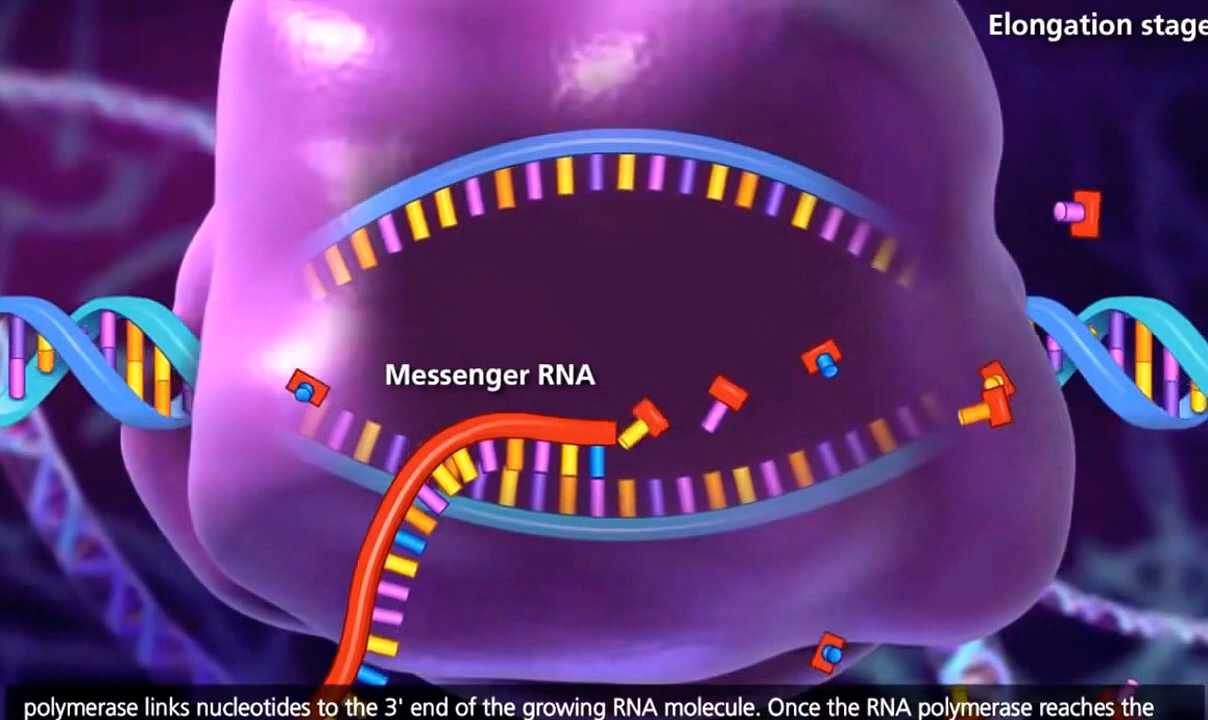 Elongation stage
Messenger RNA
polymerase links nucleotides to the 3' end of the growing RNA molecule. Once the RNA polymerase reaches the